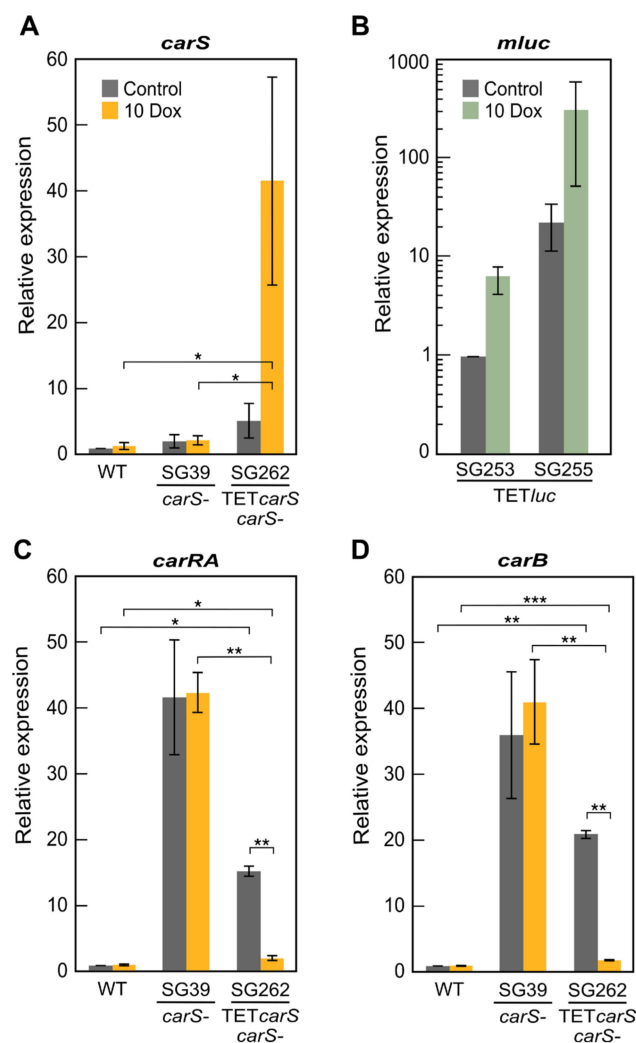 A
carS
Relative expression
60
50
40
30
20
10
0
Control
10 Dox
*
*
WT
SG39
SG262
carS-
TETcarS
carS-
B
mluc
Relative expression
1000
100
10
1
0
Control
10 Dox
SG253
SG255
TETluc
C
carRA
Relative expression
60
50
40
30
20
10
0
*
*
**
**
WT
SG39
SG262
carS-
TETcarS
carS-
D
carB
Relative expression
60
50
40
30
20
10
0
***
**
**
**
WT
SG39
SG262
carS-
TETcarS
carS-